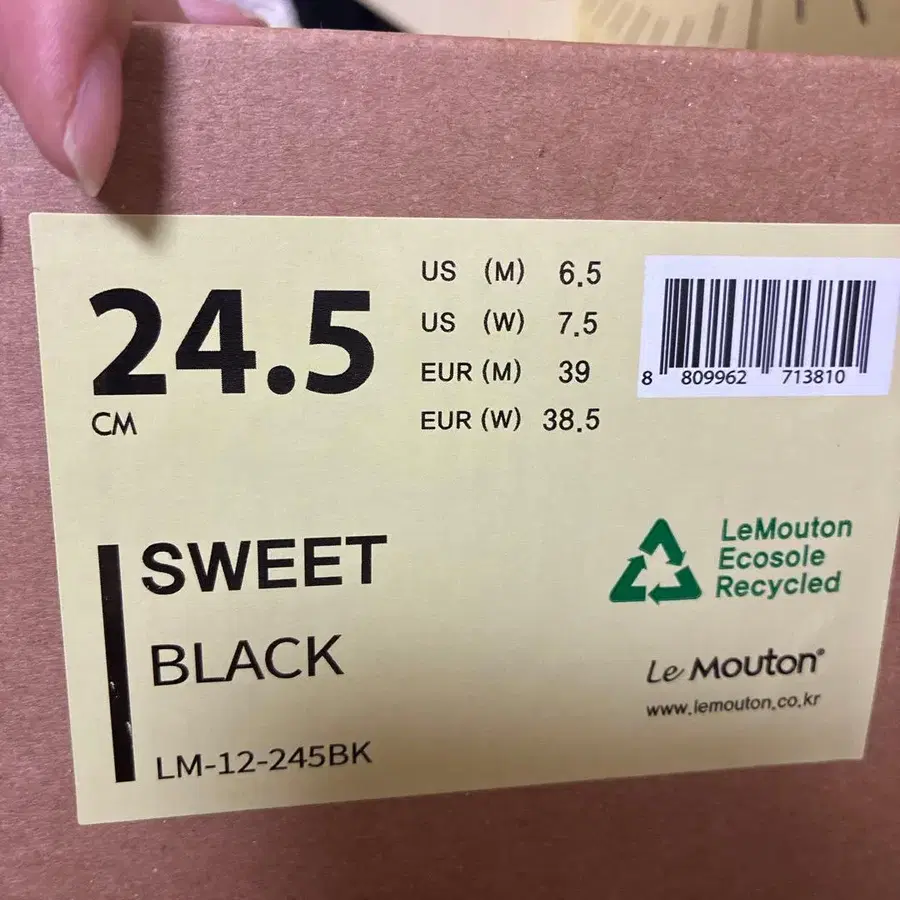 24.5
CM
US (M) 6.5
US (W) 7.5
EUR (M) 39
EUR (W) 38.5
8 809962 713810
SWEET
BLACK
LM-12-245BK
LeMouton
Ecosole
Recycled
Le Mouton®
www.lemouton.co.kr